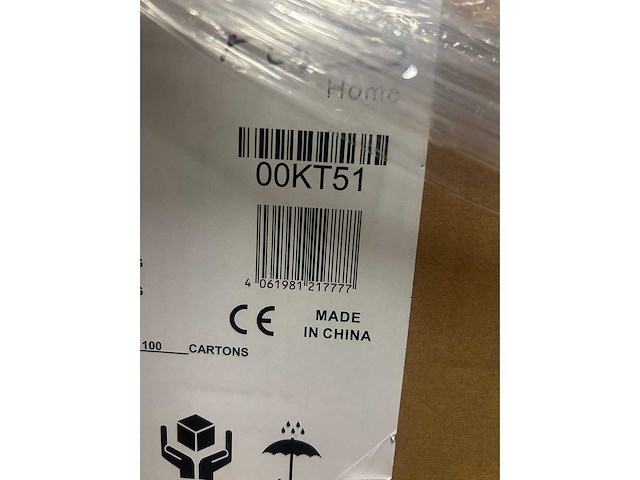 Home
00KT51
4 061981 217777
CE
MADE
IN CHINA
100 CARTONS